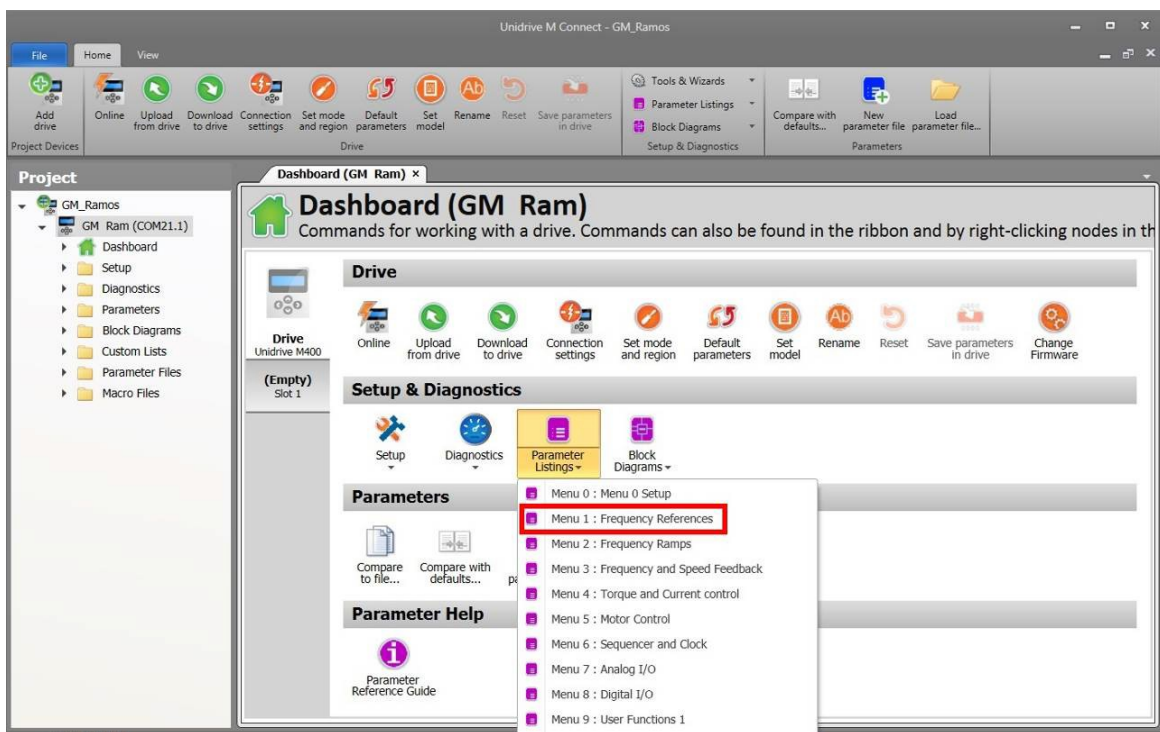 Unidrive M Connect - GM_Ramos
File Home View
Add drive
Online
Upload from drive
Download to drive
Connection settings
Set mode and region
Default parameters
Set model
Rename
Reset
Save parameters in drive
Tools & Wizards
Parameter Listings
Block Diagrams
Compare with defaults...
New parameter file
Load parameter file...
Project Devices
Drive
Setup & Diagnostics
Parameters
Project
GM_Ramos
GM Ram (COM21.1)
Dashboard
Setup
Diagnostics
Parameters
Block Diagrams
Custom Lists
Parameter Files
Macro Files
Dashboard (GM Ram) ×
Dashboard (GM Ram)
Commands for working with a drive. Commands can also be found in the ribbon and by right-clicking nodes in th
Drive
Unidrive M400
(Empty)
Slot 1
Drive
Online
Upload from drive
Download to drive
Connection settings
Set mode and region
Default parameters
Set model
Rename
Reset
Save parameters in drive
Change Firmware
Setup & Diagnostics
Setup
Diagnostics
Parameter Listings
Block Diagrams
Menu 0 : Menu 0 Setup
Menu 1 : Frequency References
Menu 2 : Frequency Ramps
Menu 3 : Frequency and Speed Feedback
Menu 4 : Torque and Current control
Menu 5 : Motor Control
Menu 6 : Sequencer and Clock
Menu 7 : Analog I/O
Menu 8 : Digital I/O
Menu 9 : User Functions 1
Parameters
Compare to file...
Compare with defaults...
Parameter Help
Parameter Reference Guide